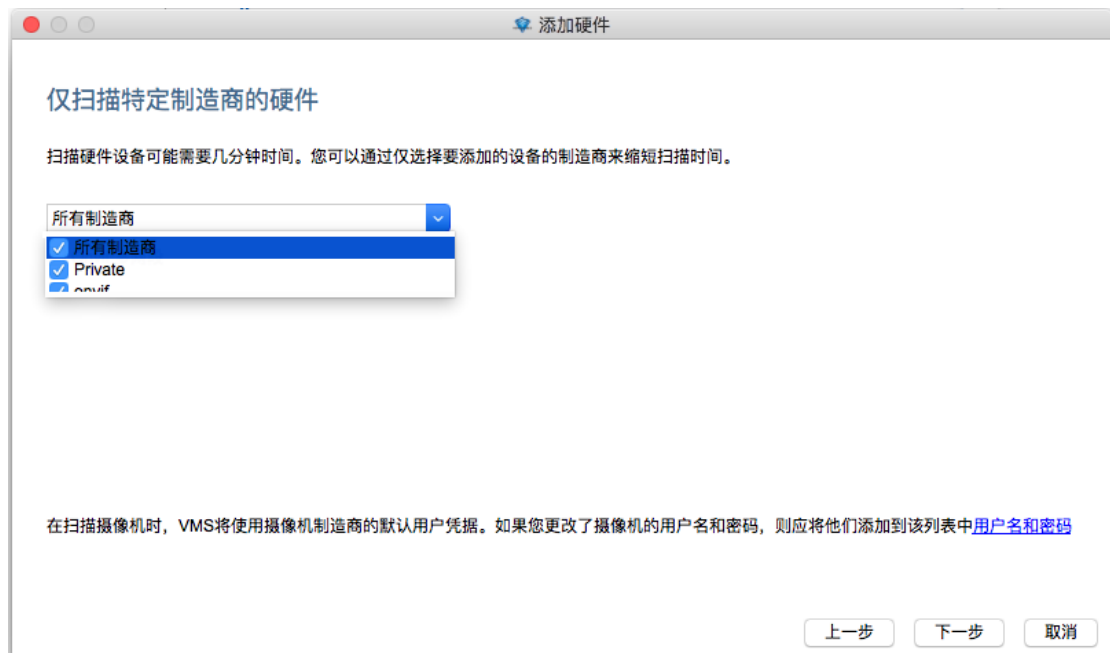 添加硬件
仅扫描特定制造商的硬件
扫描硬件设备可能需要几分钟时间。您可以通过仅选择要添加的设备的制造商来缩短扫描时间。
所有制造商
所有制造商
Private
onvif
在扫描摄像机时，VMS将使用摄像机制造商的默认用户凭据。如果您更改了摄像机的用户名和密码，则应将他们添加到该列表中用户名和密码
上一步 下一步 取消